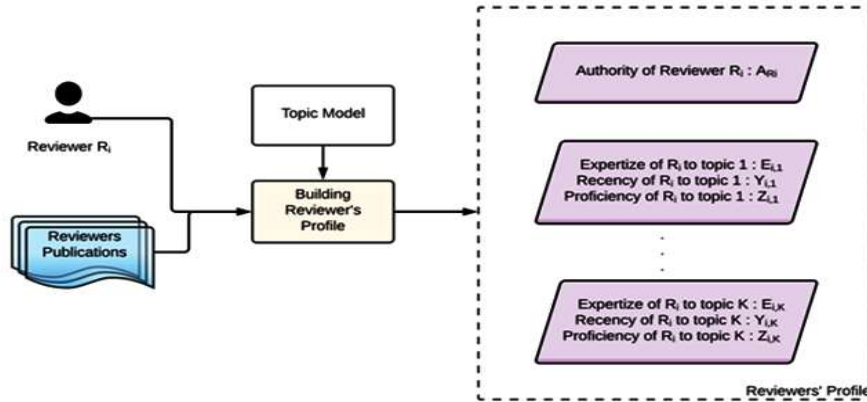 Reviewer Ri
Reviewers
Publications
Topic Model
Building
Reviewer's
Profile
Authority of Reviewer Ri : ARi
Expertize of Ri to topic 1 : Ei,1
Recency of Ri to topic 1 : Yi,1
Proficiency of Ri to topic 1 : Zi,1
Expertize of Ri to topic K : Ei,K
Recency of Ri to topic K : Yi,K
Proficiency of Ri to topic K : Zi,K
Reviewers' Profile